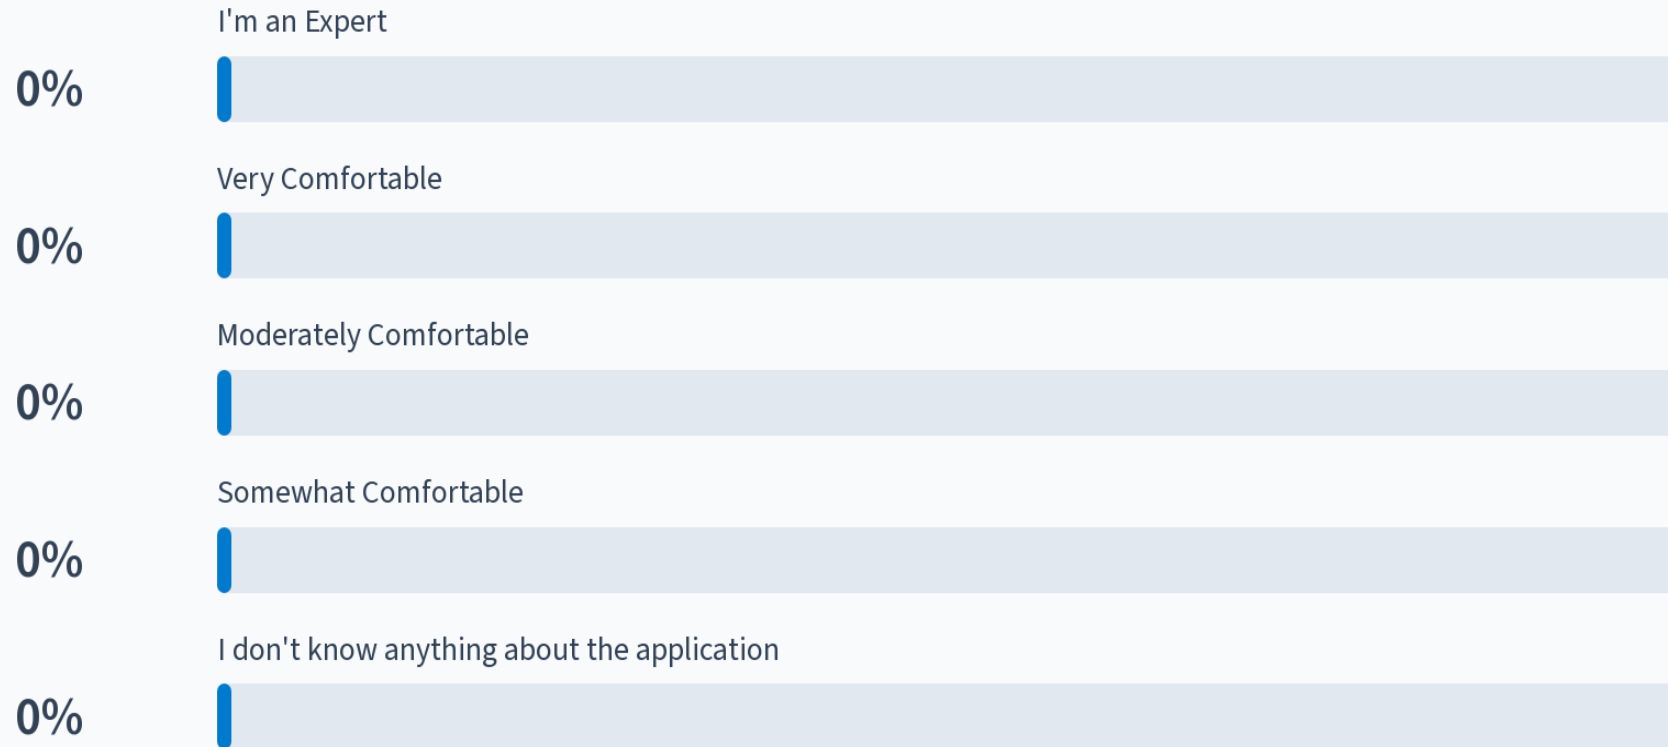 I'm an Expert
0%
Very Comfortable
0%
Moderately Comfortable
0%
Somewhat Comfortable
0%
I don't know anything about the application
0%